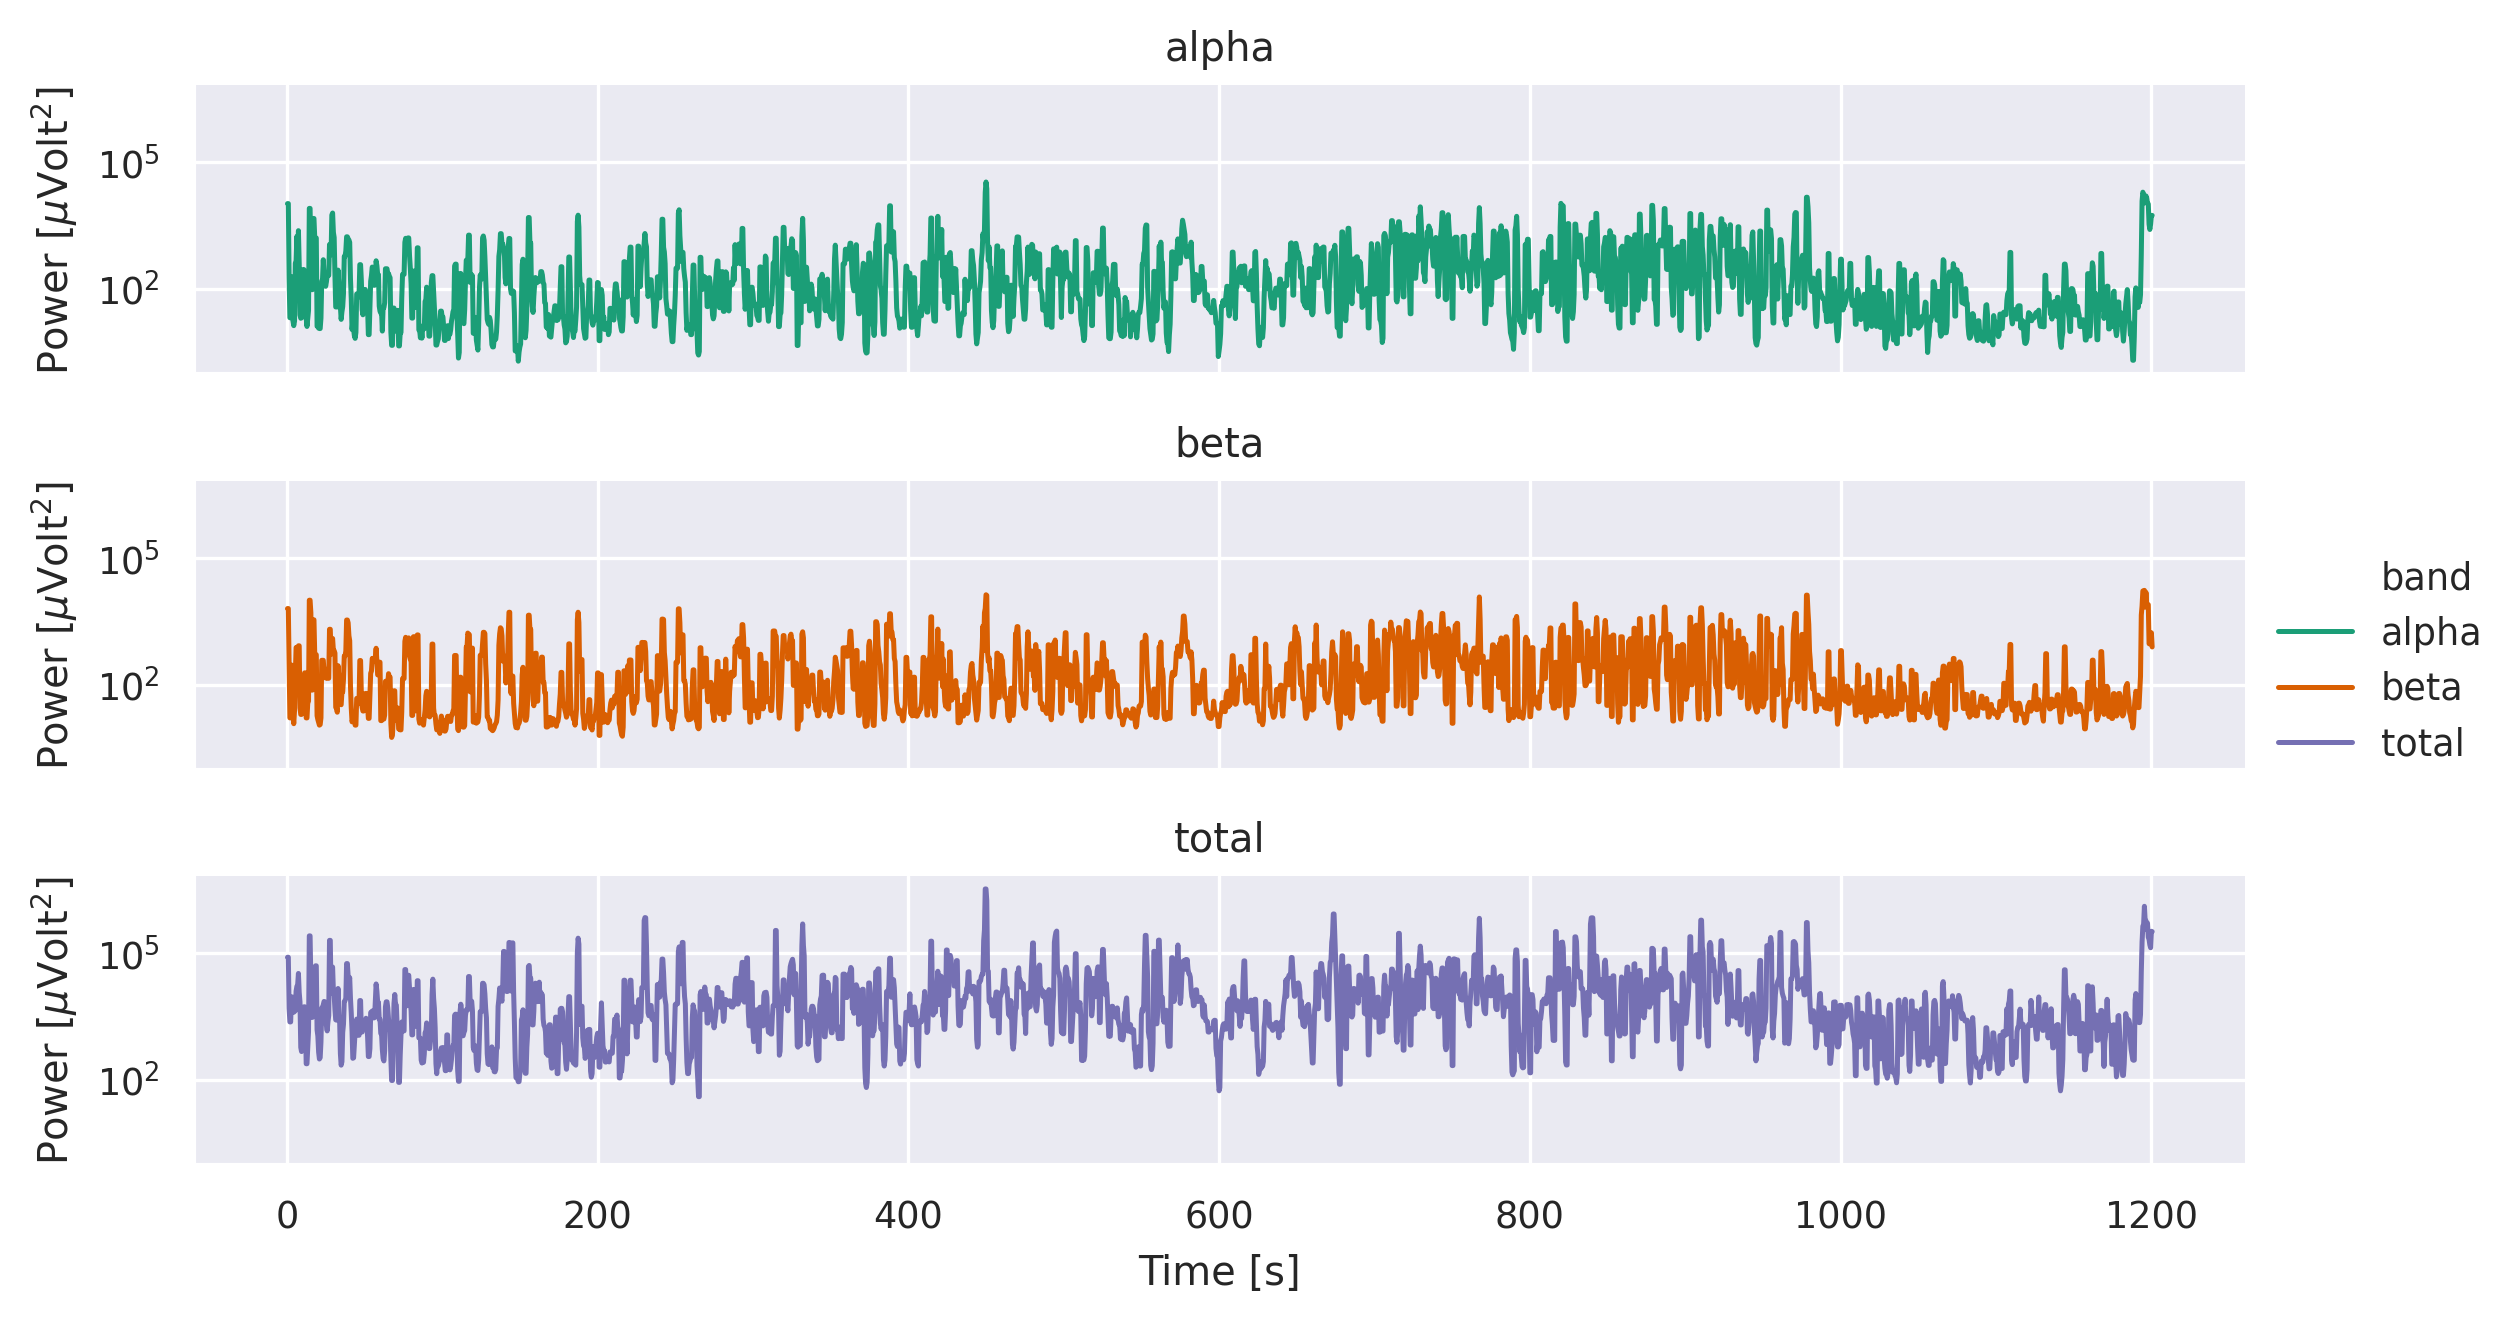 alpha
Power [μVolt²]
10⁵
10²
beta
Power [μVolt²]
10⁵
10²
band
alpha
beta
total
total
Power [μVolt²]
10⁵
10²
0 200 400 600 800 1000 1200
Time [s]